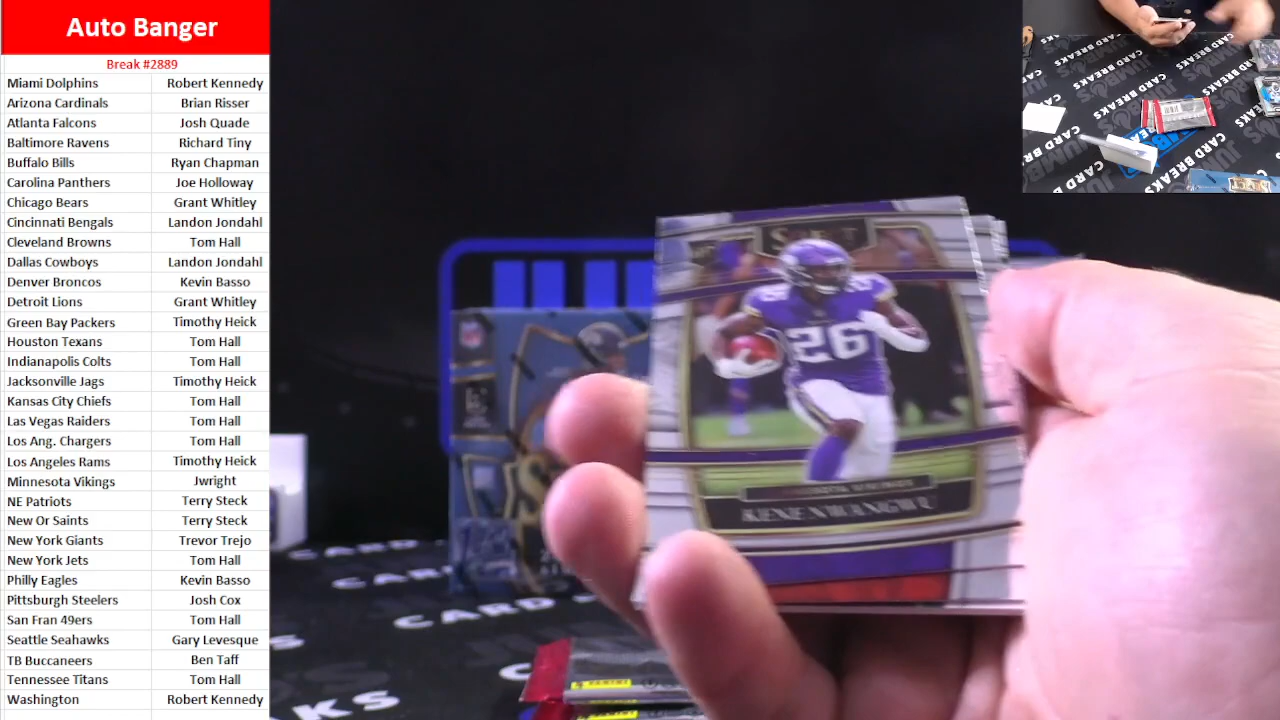 Auto Banger
Break #2889
Miami Dolphins Robert Kennedy
Arizona Cardinals Brian Risser
Atlanta Falcons Josh Quade
Baltimore Ravens Richard Tiny
Buffalo Bills Ryan Chapman
Carolina Panthers Joe Holloway
Chicago Bears Grant Whitley
Cincinnati Bengals Landon Jondahl
Cleveland Browns Tom Hall
Dallas Cowboys Landon Jondahl
Denver Broncos Kevin Basso
Detroit Lions Grant Whitley
Green Bay Packers Timothy Heick
Houston Texans Tom Hall
Indianapolis Colts Tom Hall
Jacksonville Jags Timothy Heick
Kansas City Chiefs Tom Hall
Las Vegas Raiders Tom Hall
Los Ang. Chargers Tom Hall
Los Angeles Rams Timothy Heick
Minnesota Vikings Jwright
NE Patriots Terry Steck
New Or Saints Terry Steck
New York Giants Trevor Trejo
New York Jets Tom Hall
Philly Eagles Kevin Basso
Pittsburgh Steelers Josh Cox
San Fran 49ers Tom Hall
Seattle Seahawks Gary Levesque
TB Buccaneers Ben Taff
Tennessee Titans Tom Hall
Washington Robert Kennedy
26
VIKINGS
KENE NWANGWU
CARD BREAKS
JUMBOS
CARD BREAKS
CARD
CARD
PANINI